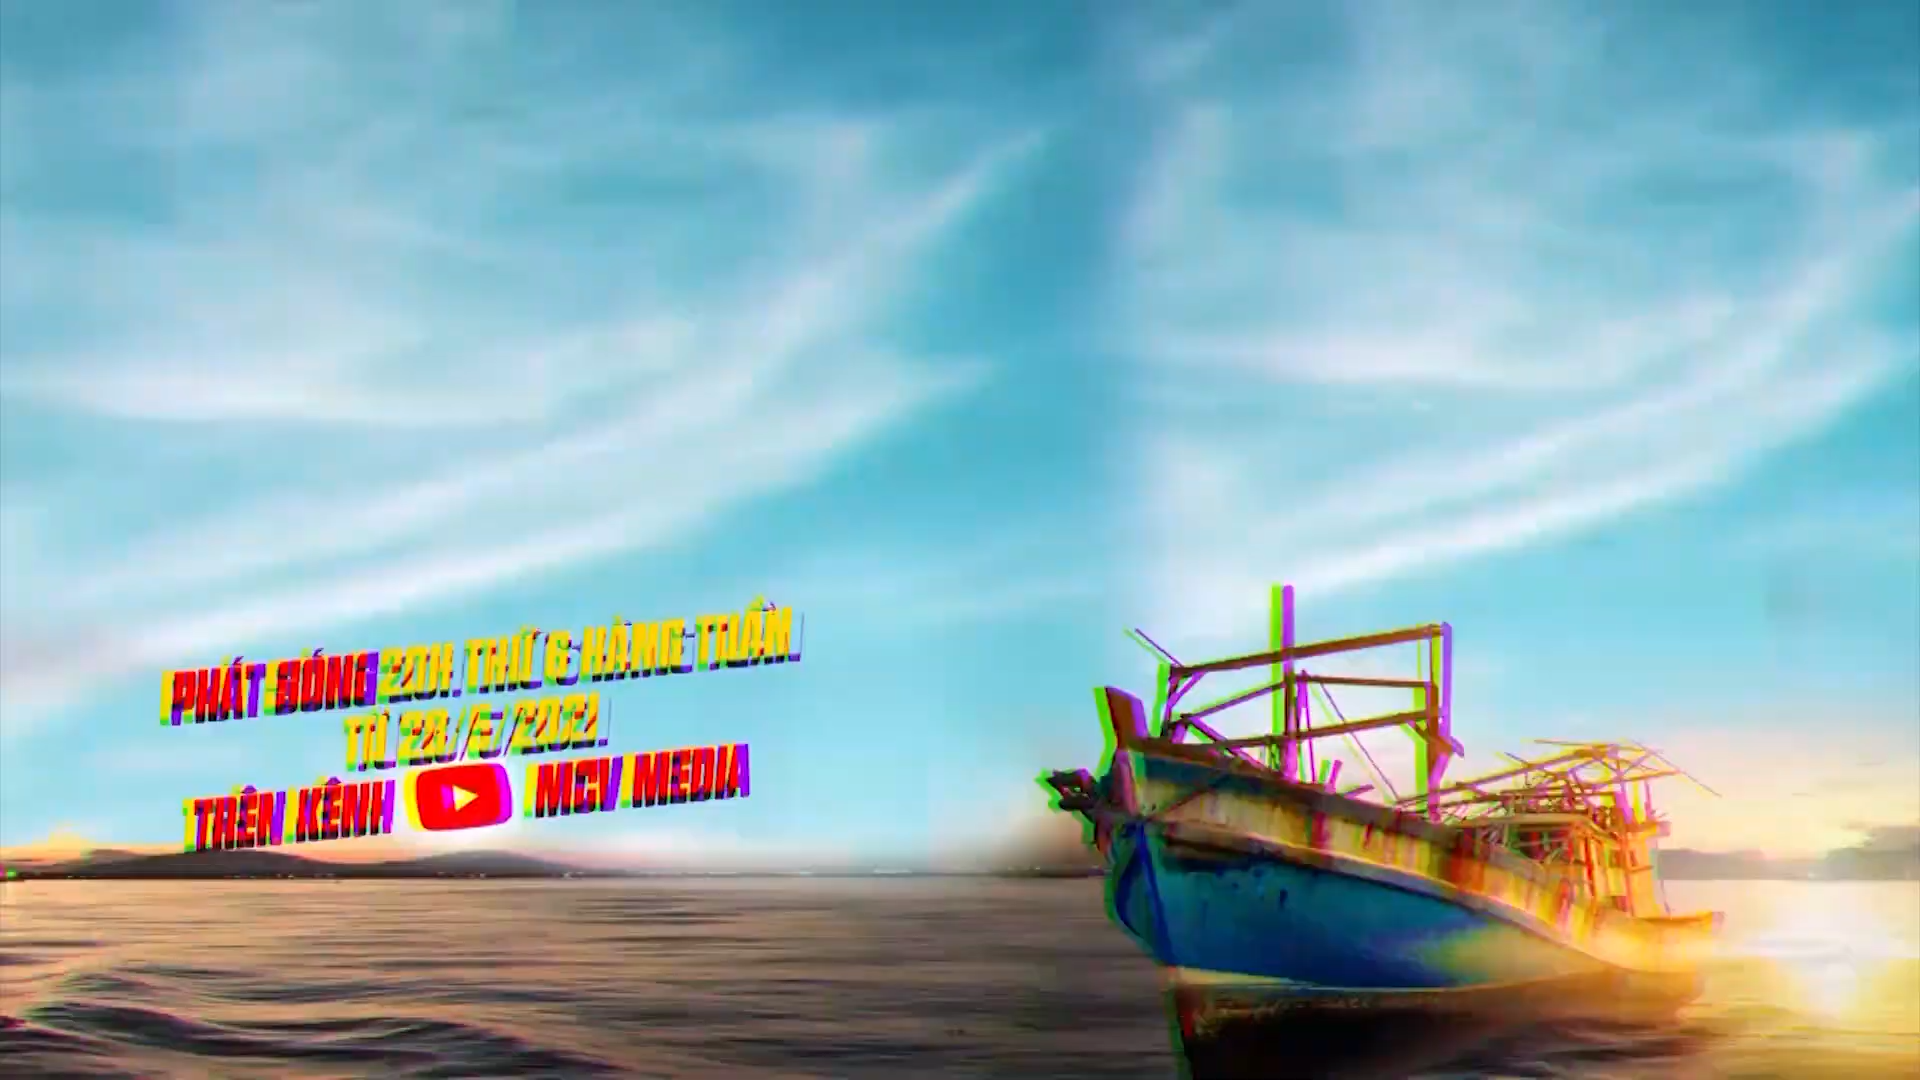 PHÁT SÓNG 20H THỨ 6 HÀNG TUẦN
TỪ 28/5/2021
TRÊN KÊNH MCV MEDIA